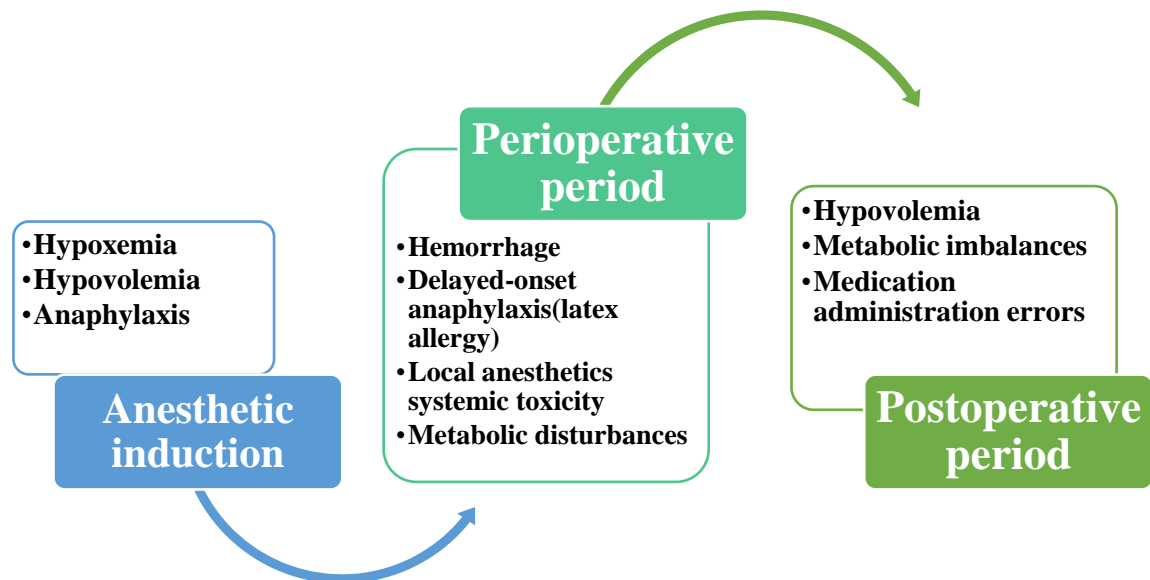 •Hypoxemia
•Hypovolemia
•Anaphylaxis
Anesthetic
induction
Perioperative
period
•Hemorrhage
•Delayed-onset
anaphylaxis(latex
allergy)
•Local anesthetics
systemic toxicity
•Metabolic disturbances
•Hypovolemia
•Metabolic imbalances
•Medication
administration errors
Postoperative
period